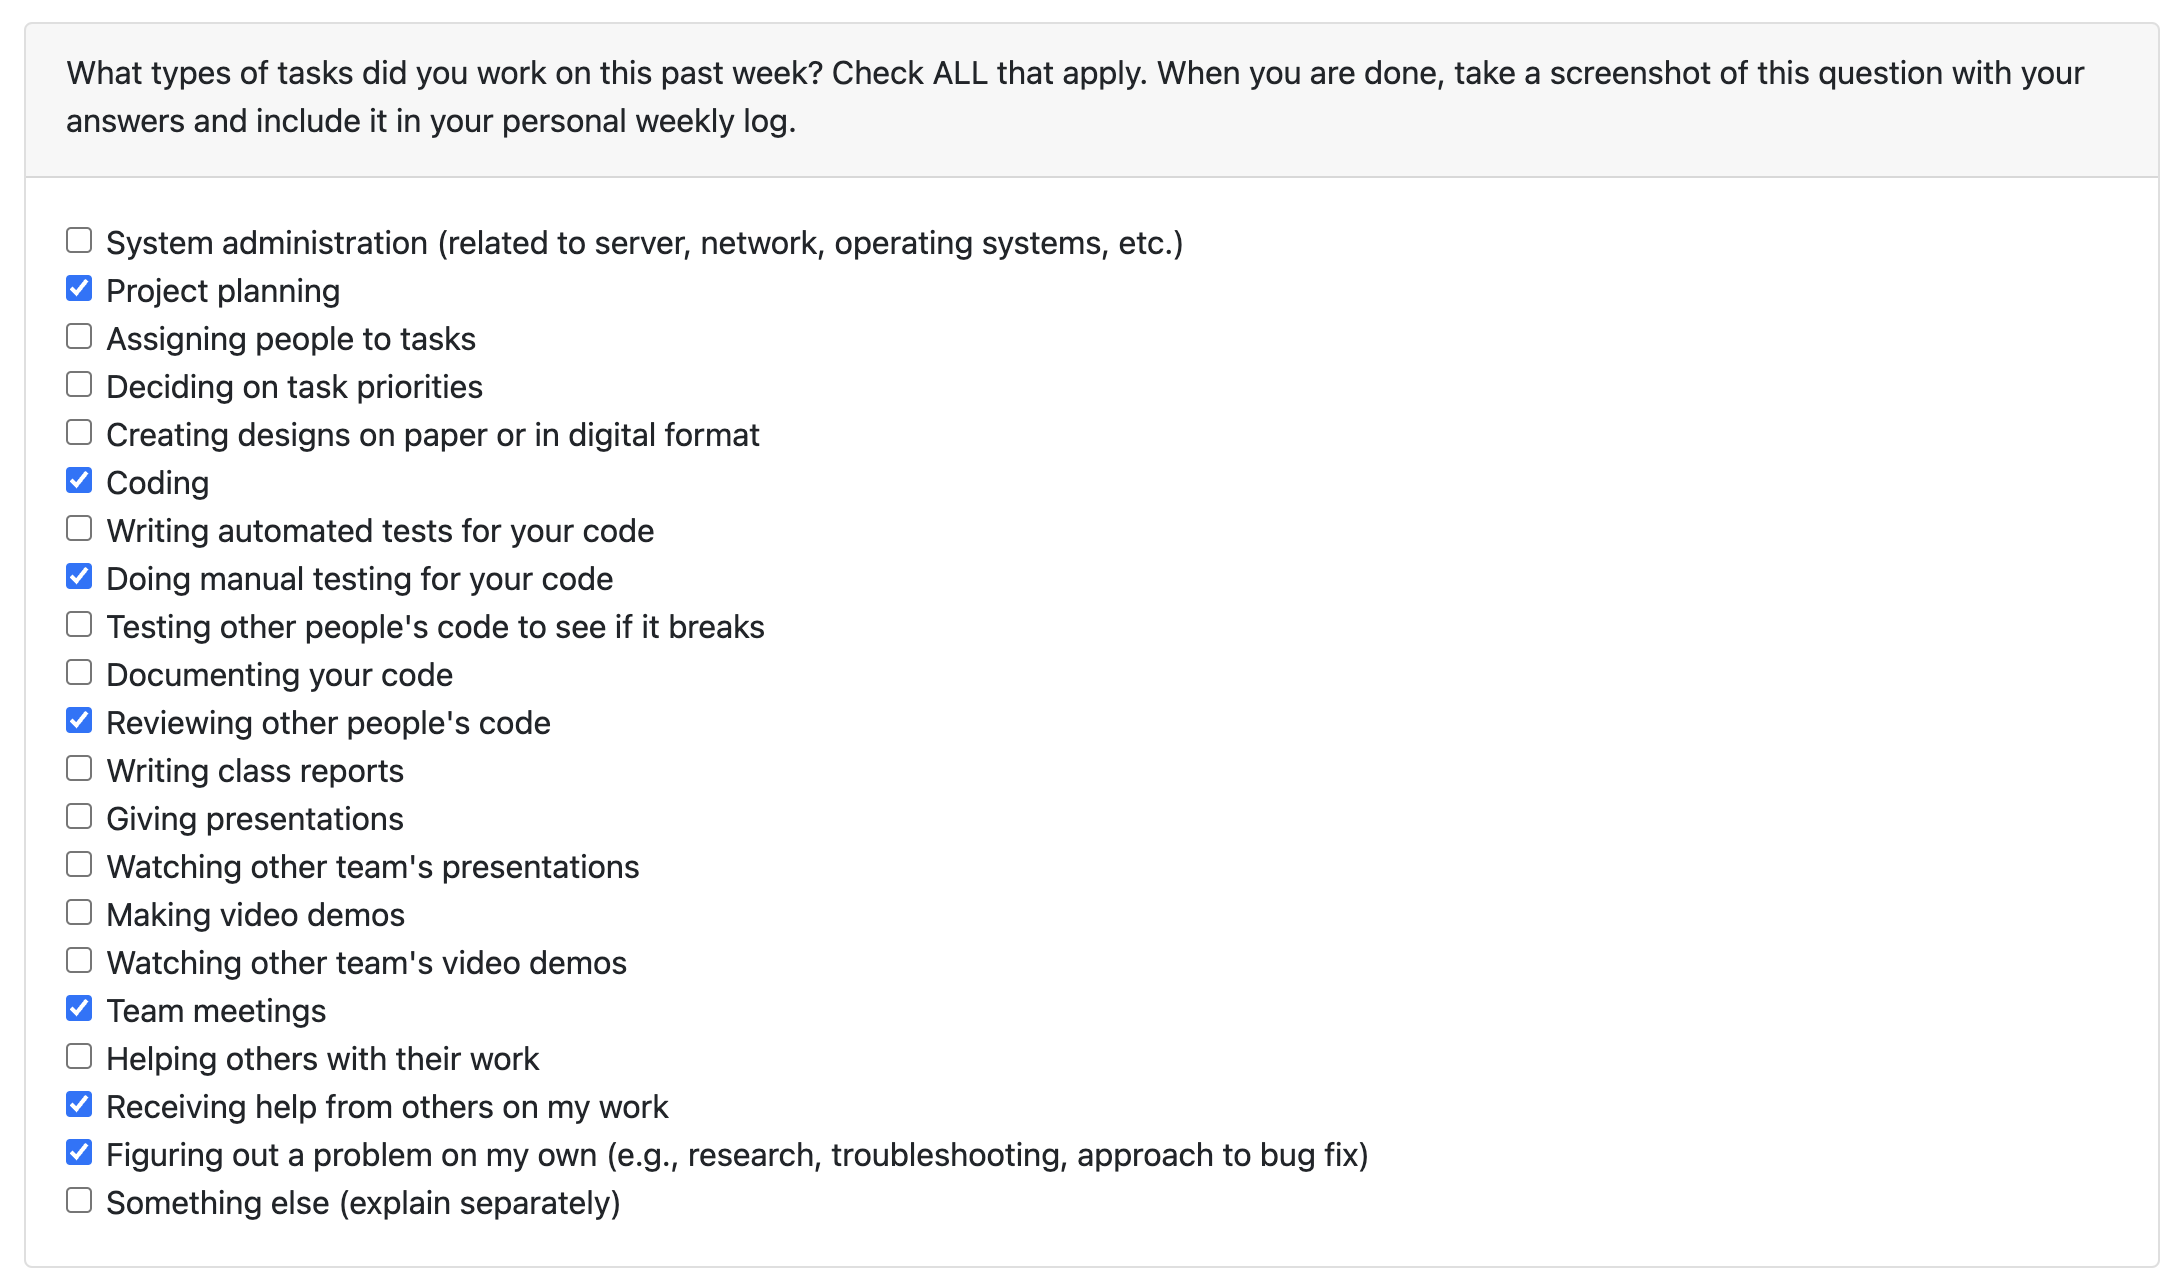 What types of tasks did you work on this past week? Check ALL that apply. When you are done, take a screenshot of this question with your
answers and include it in your personal weekly log.
System administration (related to server, network, operating systems, etc.)
Project planning
Assigning people to tasks
Deciding on task priorities
Creating designs on paper or in digital format
Coding
Writing automated tests for your code
Doing manual testing for your code
Testing other people's code to see if it breaks
Documenting your code
Reviewing other people's code
Writing class reports
Giving presentations
Watching other team's presentations
Making video demos
Watching other team's video demos
Team meetings
Helping others with their work
Receiving help from others on my work
Figuring out a problem on my own (e.g., research, troubleshooting, approach to bug fix)
Something else (explain separately)